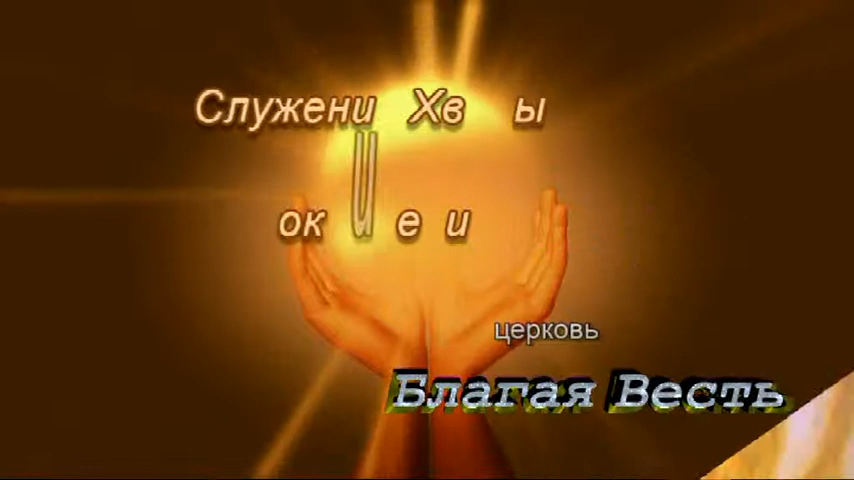 Служени Хв ы
и
ок е и
церковь
Благая Весть